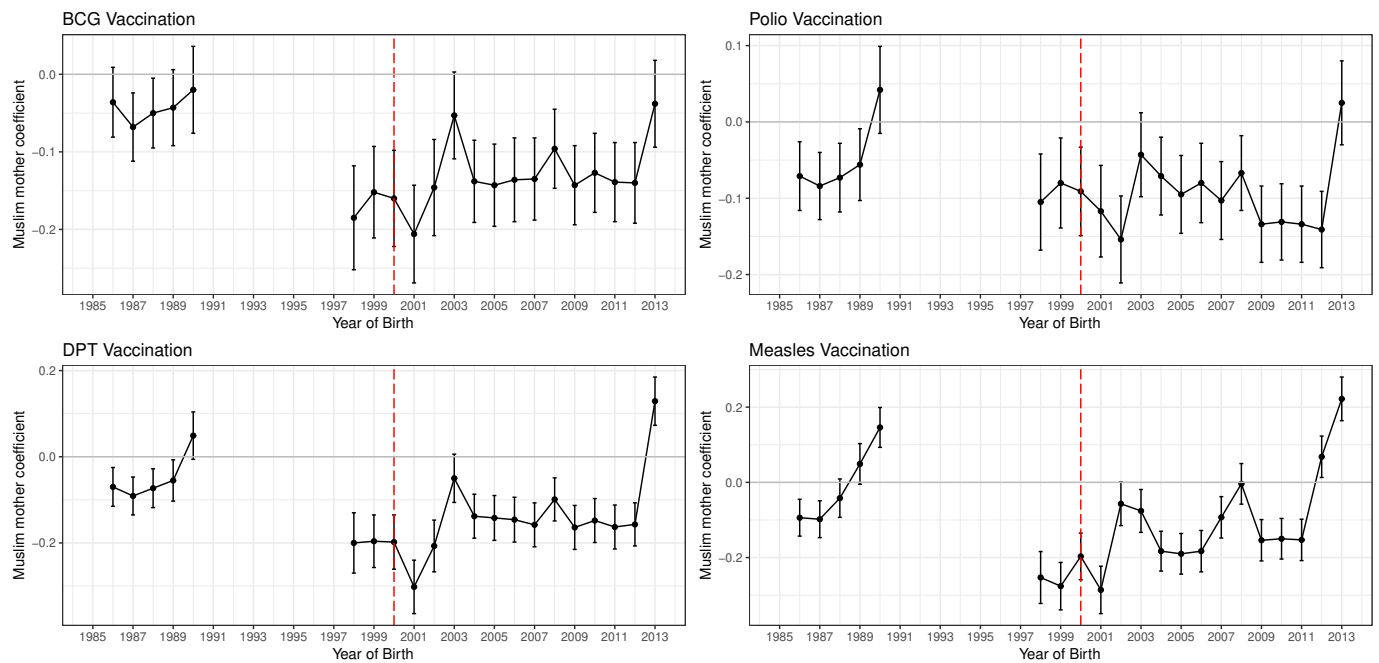 BCG Vaccination
Muslim mother coefficient
0.0
−0.1
−0.2
1985 1987 1989 1991 1993 1995 1997 1999 2001 2003 2005 2007 2009 2011 2013
Year of Birth
Polio Vaccination
Muslim mother coefficient
0.1
0.0
−0.1
−0.2
1985 1987 1989 1991 1993 1995 1997 1999 2001 2003 2005 2007 2009 2011 2013
Year of Birth
DPT Vaccination
Muslim mother coefficient
0.2
0.0
−0.2
1985 1987 1989 1991 1993 1995 1997 1999 2001 2003 2005 2007 2009 2011 2013
Year of Birth
Measles Vaccination
Muslim mother coefficient
0.2
0.0
−0.2
1985 1987 1989 1991 1993 1995 1997 1999 2001 2003 2005 2007 2009 2011 2013
Year of Birth